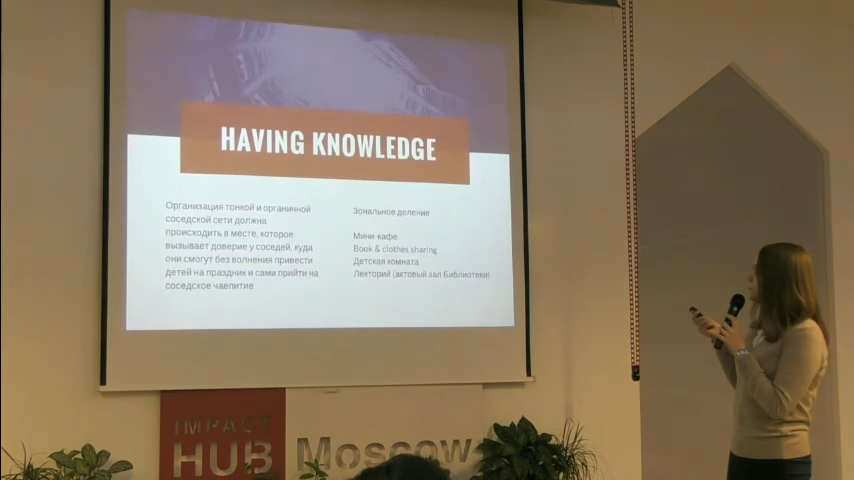 HAVING KNOWLEDGE
Организация тонкой и органичной
соседской сети должна
происходить в месте, которое
вызывает доверие у соседей, куда
они смогут без волнения привести
детей на праздник и сами прийти на
соседское чаепитие
Зональное деление
Мини-кафе
Book & clothes sharing
Детская комната
Лекторий (актовый зал Библиотеки)
IMPACT
HUB
Moscow